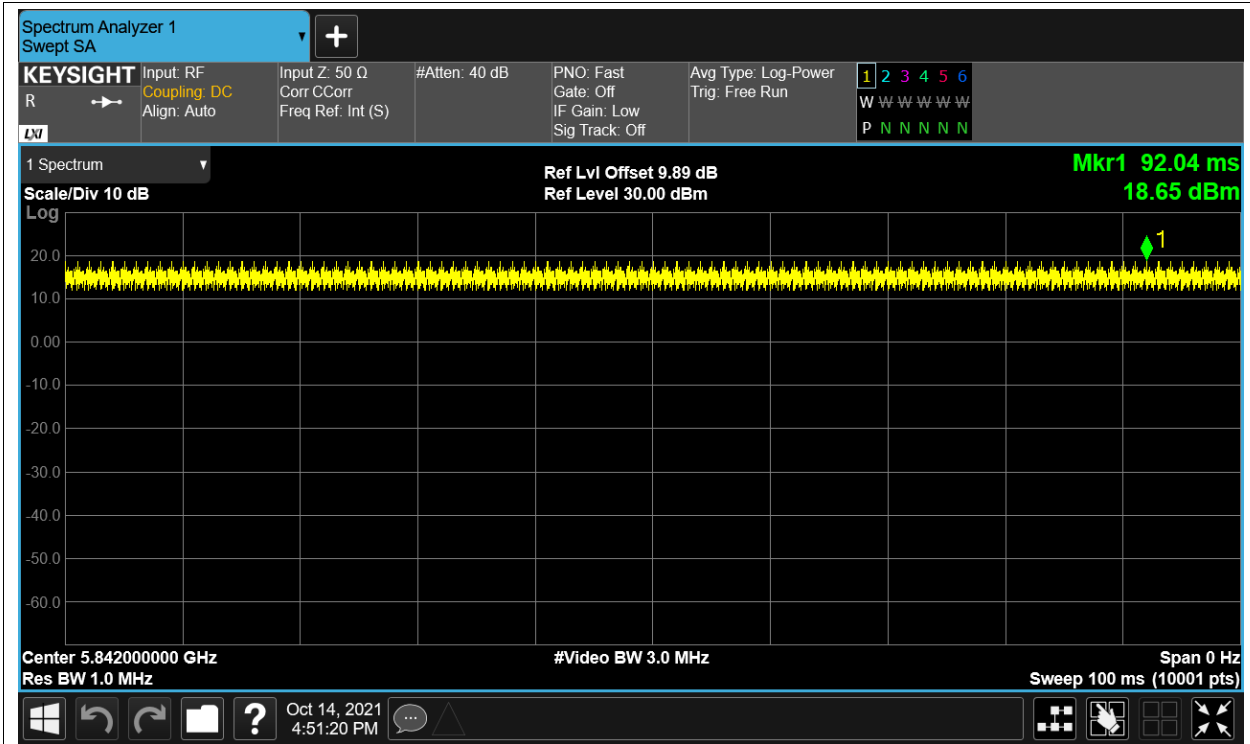 Spectrum Analyzer 1
Swept SA
KEYSIGHT Input: RF Input Z: 50 Ω #Atten: 40 dB PNO: Fast Avg Type: Log-Power 1 2 3 4 5 6
R Coupling: DC Corr CCorr Gate: Off Trig: Free Run W W W W W W
Align: Auto Freq Ref: Int (S) IF Gain: Low
LXI Sig Track: Off P N N N N N
1 Spectrum Ref Lvl Offset 9.89 dB Mkr1 92.04 ms
Scale/Div 10 dB Ref Level 30.00 dBm 18.65 dBm
Log
1
20.0
10.0
0.00
-10.0
-20.0
-30.0
-40.0
-50.0
-60.0
Center 5.842000000 GHz #Video BW 3.0 MHz Span 0 Hz
Res BW 1.0 MHz Sweep 100 ms (10001 pts)
? Oct 14, 2021
4:51:20 PM